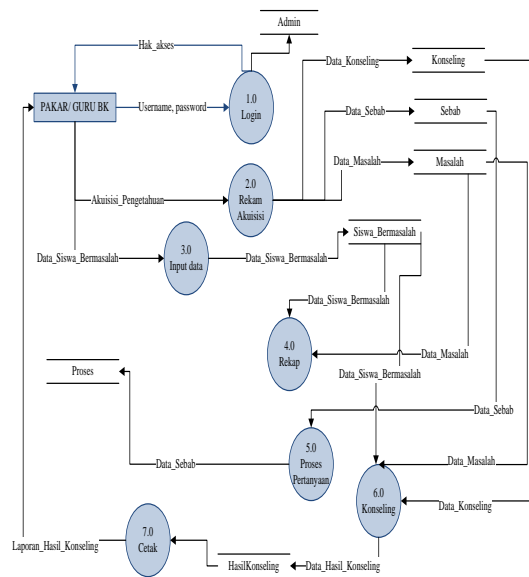 Admin
Hak_akses
Data_Konseling
Konseling
PAKAR/ GURU BK
Username, password
1.0
Login
Data_Sebab
Sebab
Data_Masalah
Masalah
Akuisisi_Pengetahuan
2.0
Rekam
Akuisisi
Siswa_Bermasalah
Data_Siswa_Bermasalah
3.0
Input data
Data_Siswa_Bermasalah
Data_Siswa_Bermasalah
4.0
Rekap
Data_Masalah
Proses
Data_Siswa_Bermasalah
Data_Sebab
5.0
Proses
Pertanyaan
Data_Sebab
Data_Masalah
6.0
Konseling
Data_Konseling
7.0
Cetak
Laporan_Hasil_Konseling
HasilKonseling
Data_Hasil_Konseling